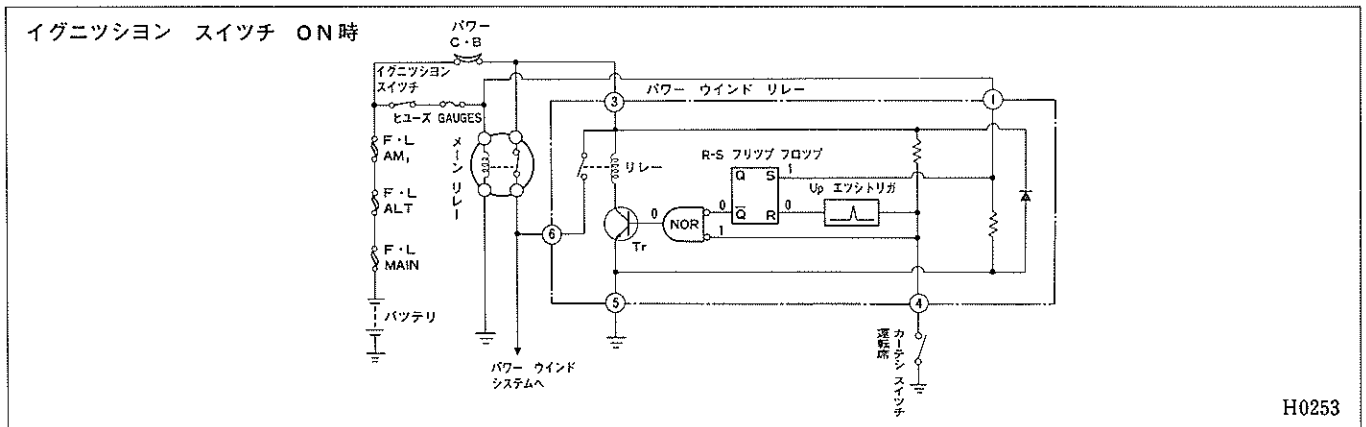 イグニツシヨン スイツチ ON時
パワー
C・B
イグニツシヨン
スイツチ
パワー ウインド リレー
3
1
ヒユーズ GAUGES
F・L
AM₁
メーン リレー
リレー
R-S フリツプ フロツプ
Q S
1
Up エツシトリガ
F・L
ALT
0
NOR
0
Q̅ R
0
1
6
Tr
F・L
MAIN
5
4
バツテリ
パワー ウインド
システムへ
カーテシ スイツチ
運転席
H0253